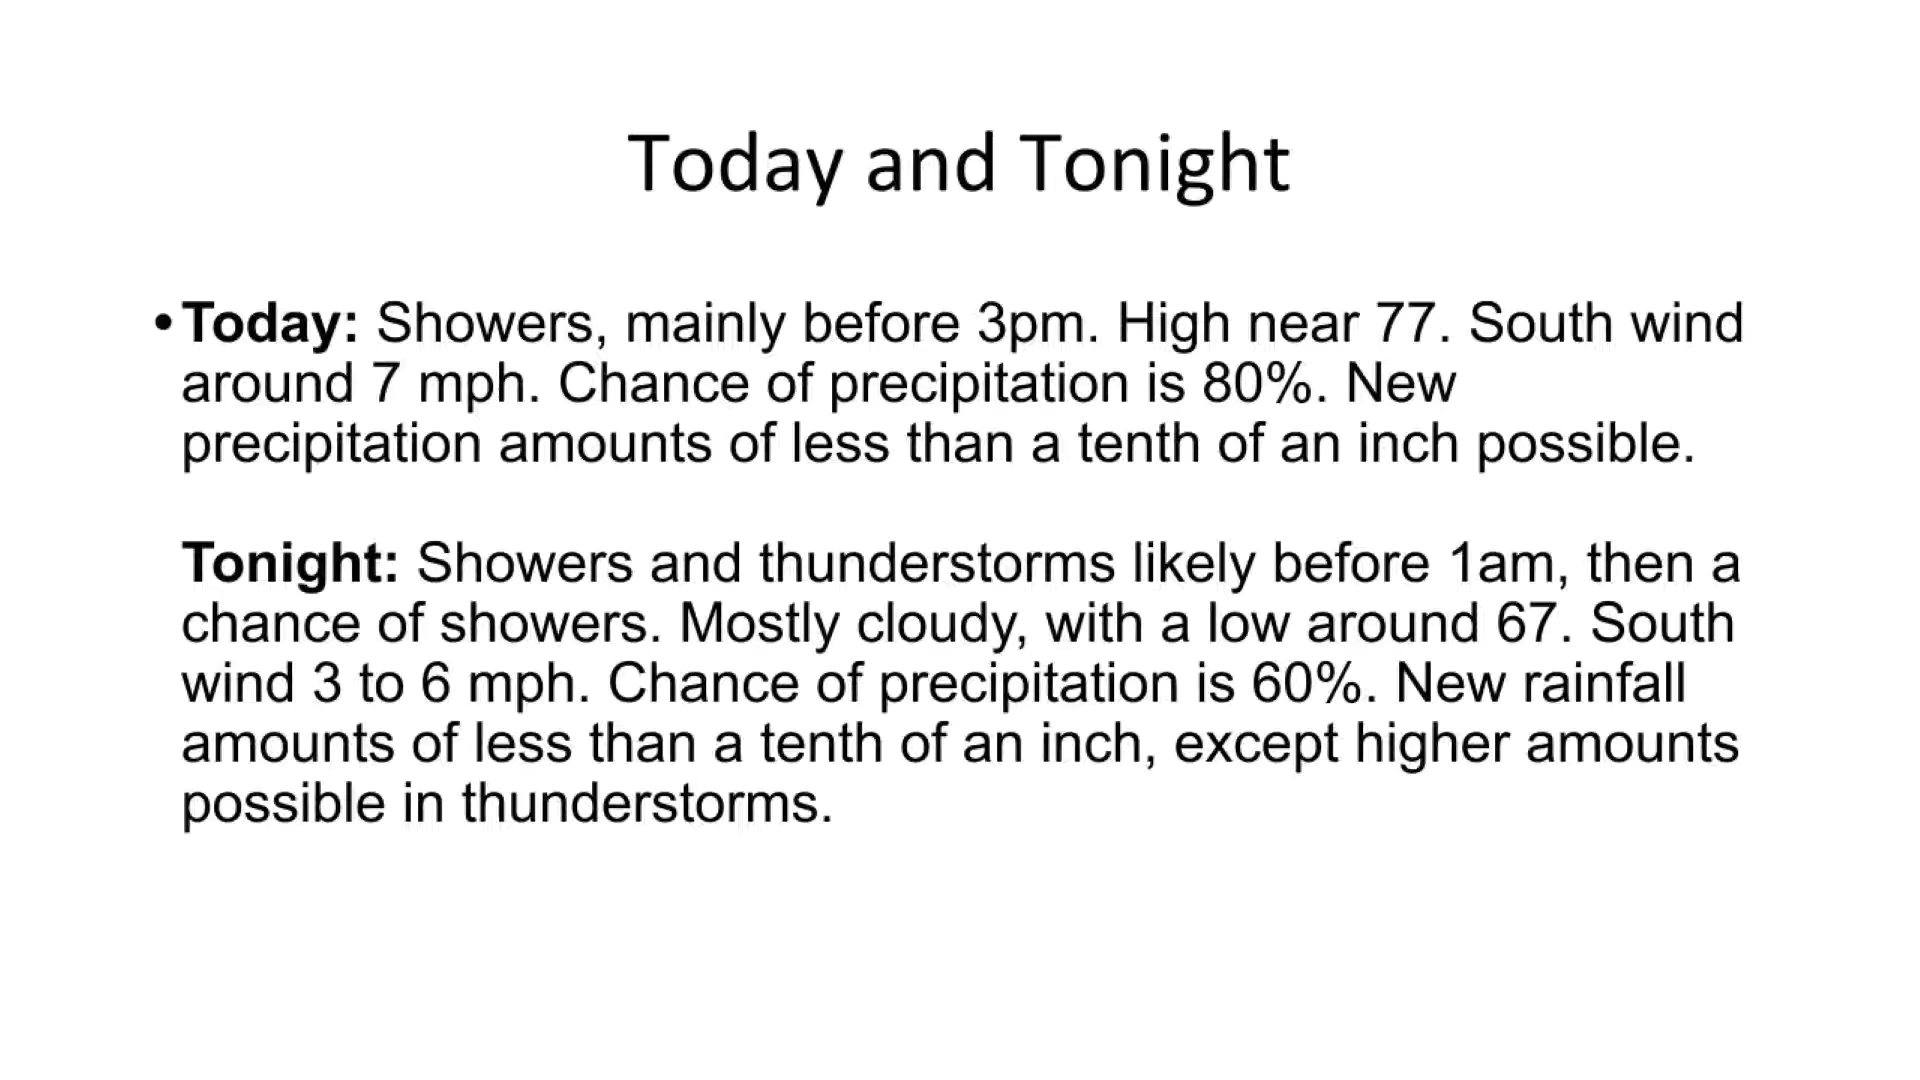 Today and Tonight
• Today: Showers, mainly before 3pm. High near 77. South wind
around 7 mph. Chance of precipitation is 80%. New
precipitation amounts of less than a tenth of an inch possible.
Tonight: Showers and thunderstorms likely before 1am, then a
chance of showers. Mostly cloudy, with a low around 67. South
wind 3 to 6 mph. Chance of precipitation is 60%. New rainfall
amounts of less than a tenth of an inch, except higher amounts
possible in thunderstorms.